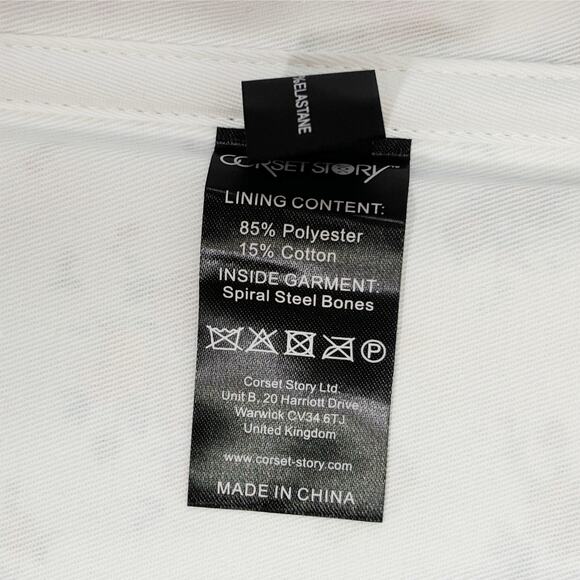 %ELASTANE
CORSET STORY™
LINING CONTENT:
85% Polyester
15% Cotton
INSIDE GARMENT:
Spiral Steel Bones
P
Corset Story Ltd.
Unit B, 20 Harriott Drive
Warwick CV34 6TJ
United Kingdom
www.corset-story.com
MADE IN CHINA